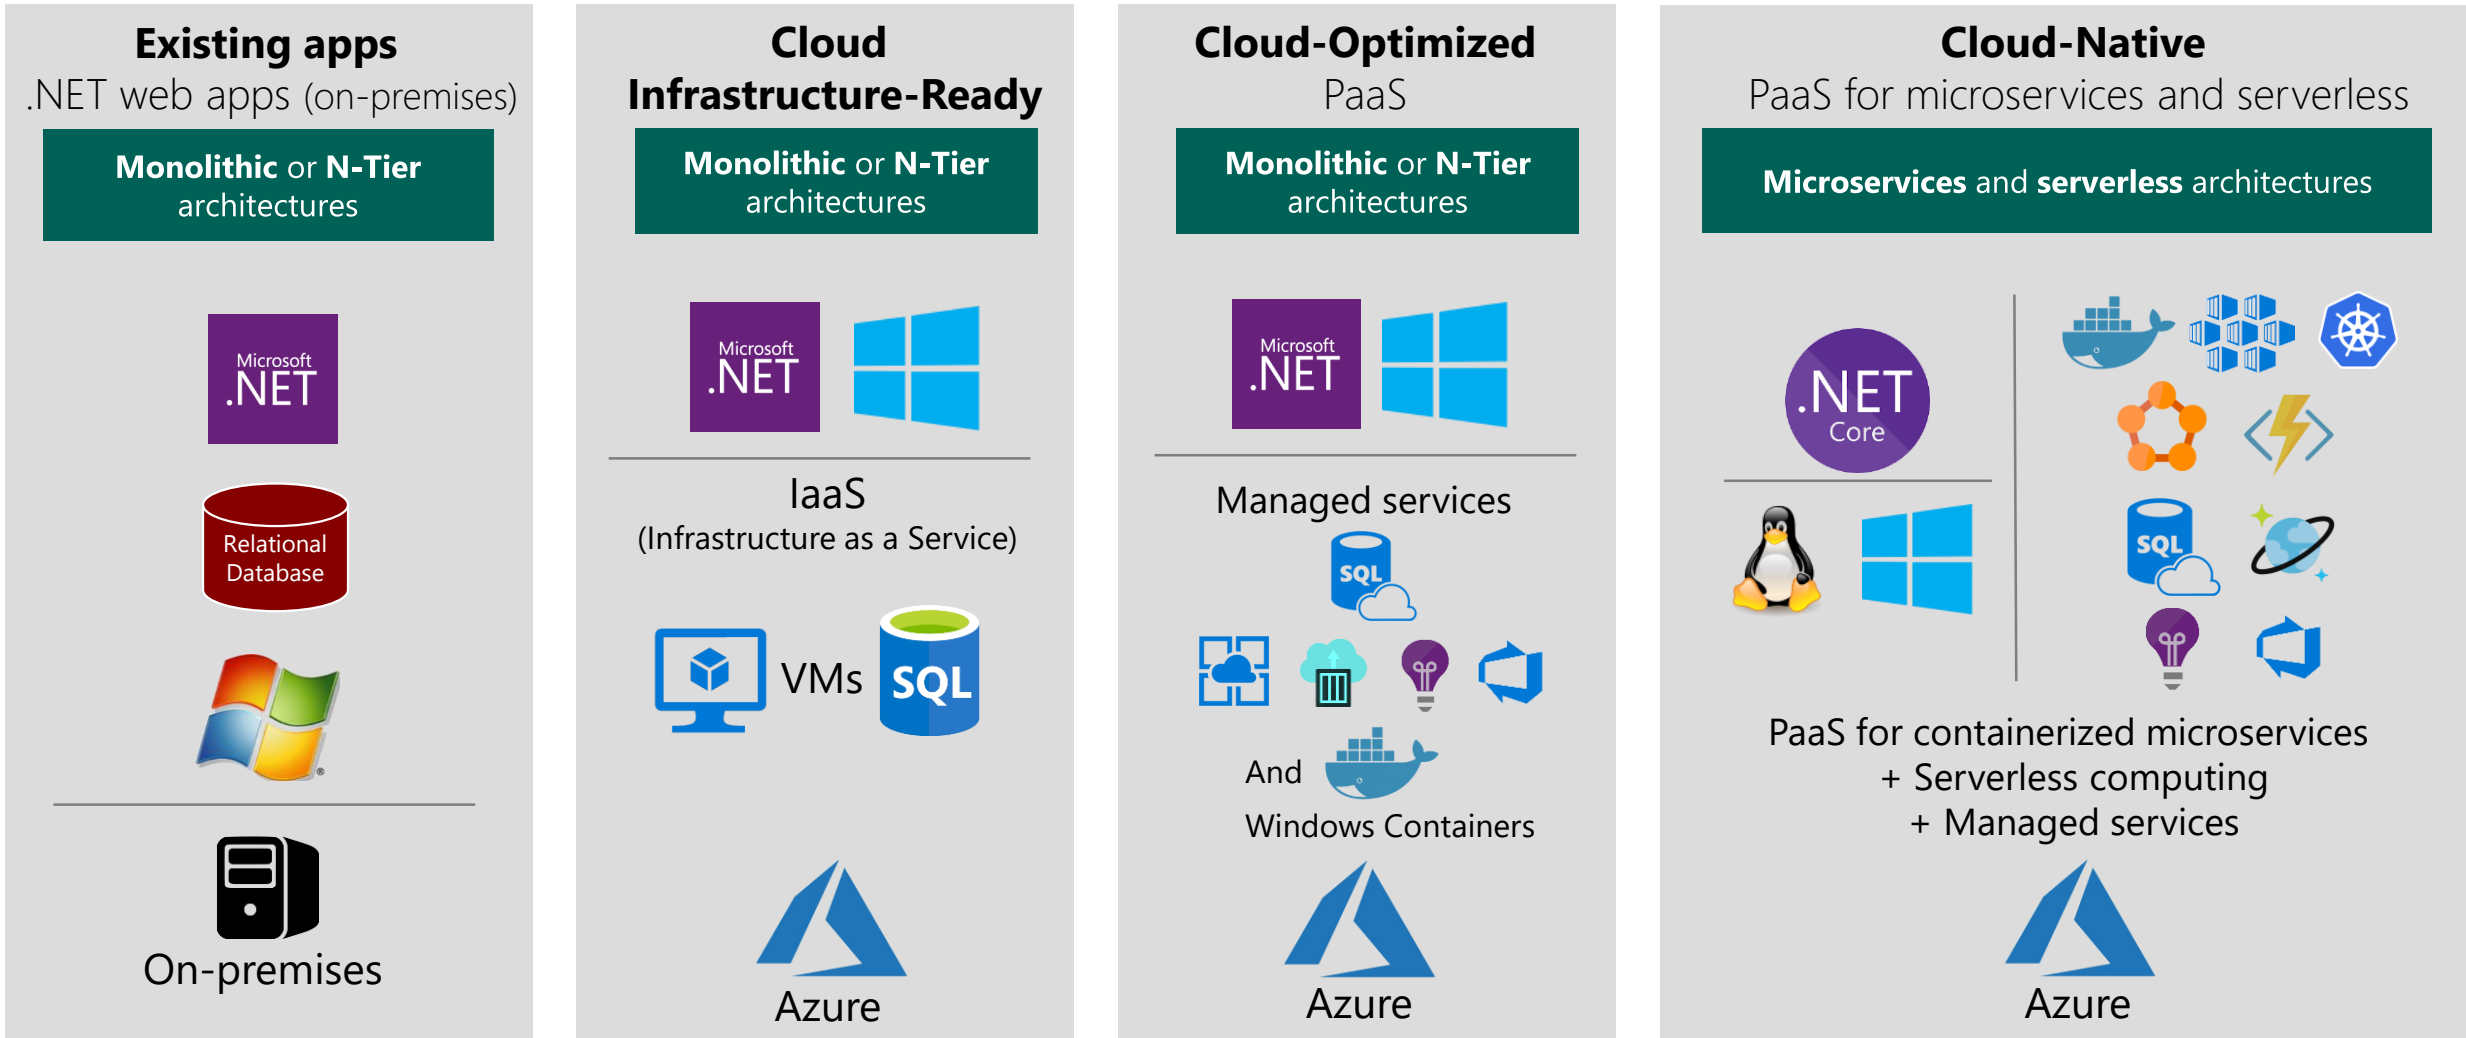 Existing apps
.NET web apps (on-premises)
Monolithic or N-Tier
architectures
Microsoft
.NET
Relational
Database
®
On-premises
Cloud
Infrastructure-Ready
Monolithic or N-Tier
architectures
Microsoft
.NET
IaaS
(Infrastructure as a Service)
VMs
SQL
Azure
Cloud-Optimized
PaaS
Monolithic or N-Tier
architectures
Microsoft
.NET
Managed services
SQL
And
Windows Containers
Azure
Cloud-Native
PaaS for microservices and serverless
Microservices and serverless architectures
.NET
Core
SQL
PaaS for containerized microservices
+ Serverless computing
+ Managed services
Azure